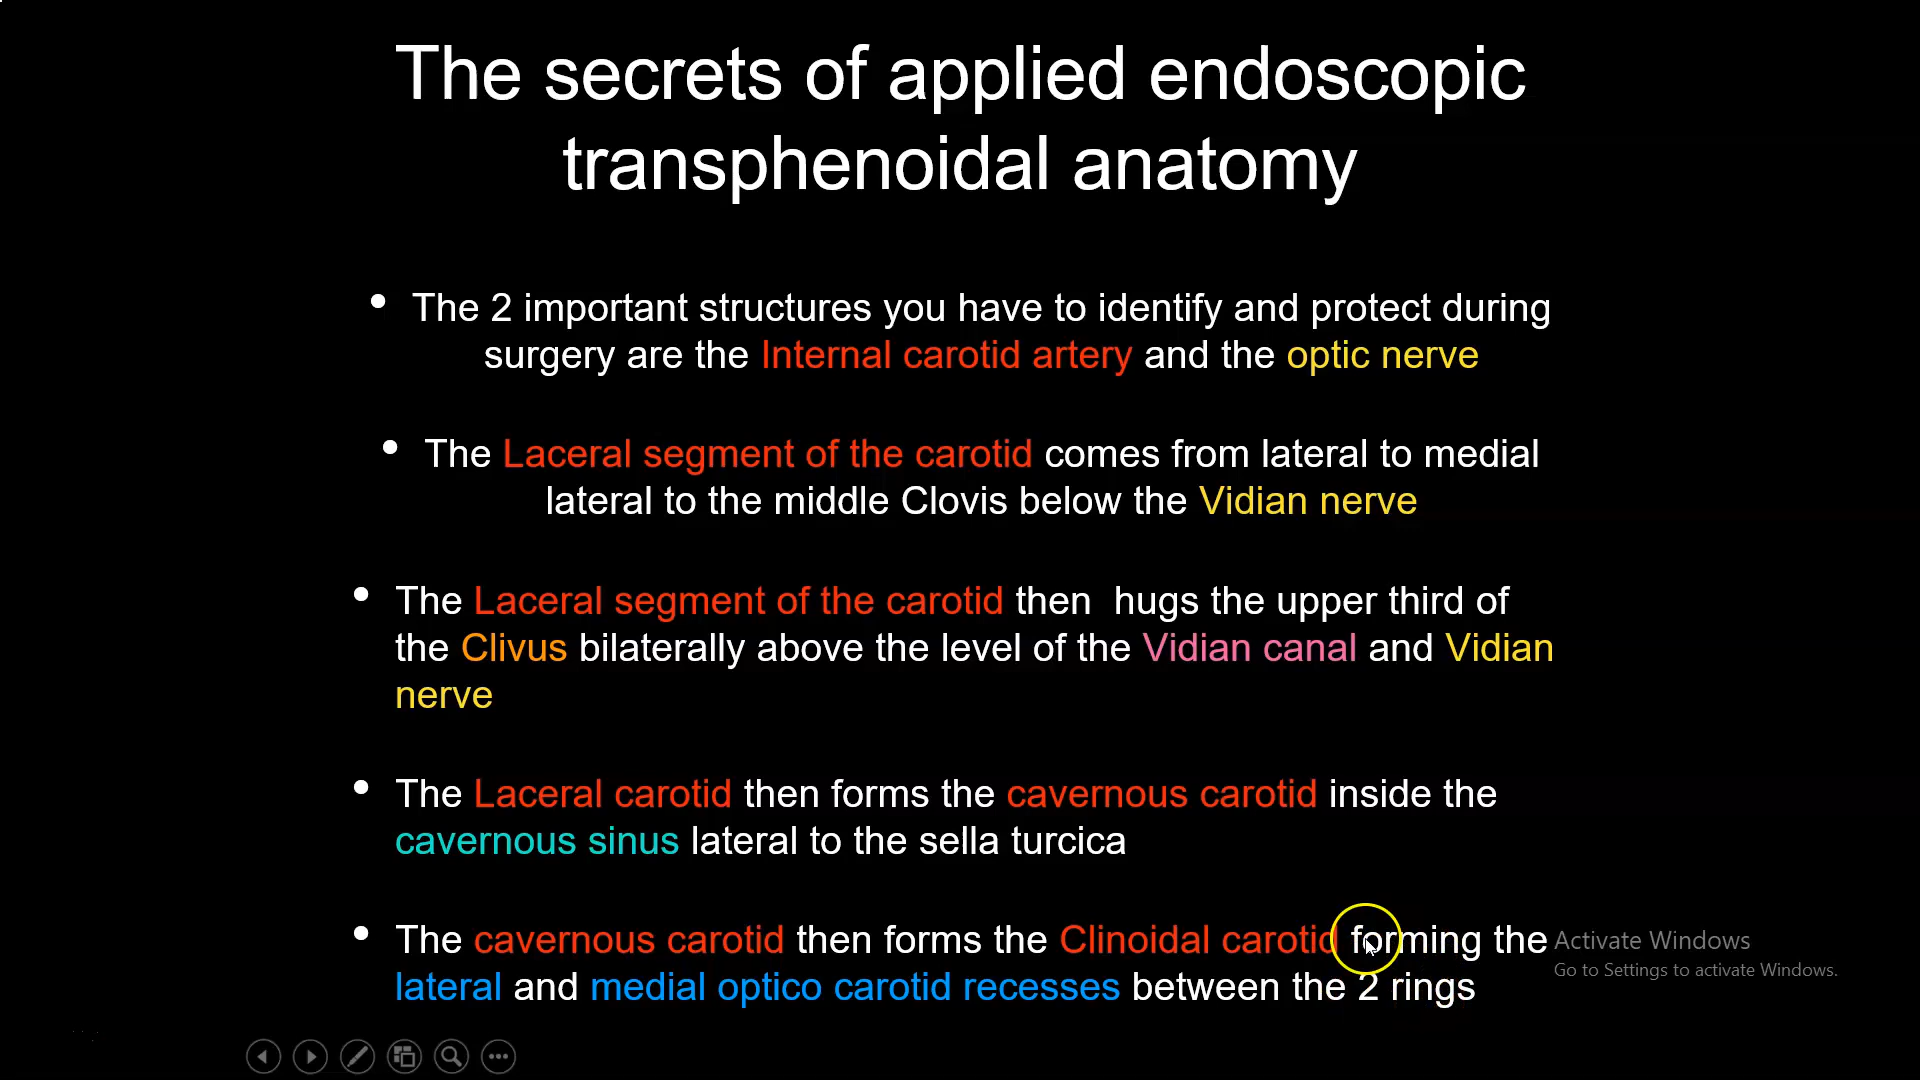 The secrets of applied endoscopic
transphenoidal anatomy
• The 2 important structures you have to identify and protect during
surgery are the Internal carotid artery and the optic nerve
• The Laceral segment of the carotid comes from lateral to medial
lateral to the middle Clovis below the Vidian nerve
• The Laceral segment of the carotid then hugs the upper third of
the Clivus bilaterally above the level of the Vidian canal and Vidian
nerve
• The Laceral carotid then forms the cavernous carotid inside the
cavernous sinus lateral to the sella turcica
• The cavernous carotid then forms the Clinoidal carotid forming the
lateral and medial optico carotid recesses between the 2 rings
Activate Windows
Go to Settings to activate Windows.